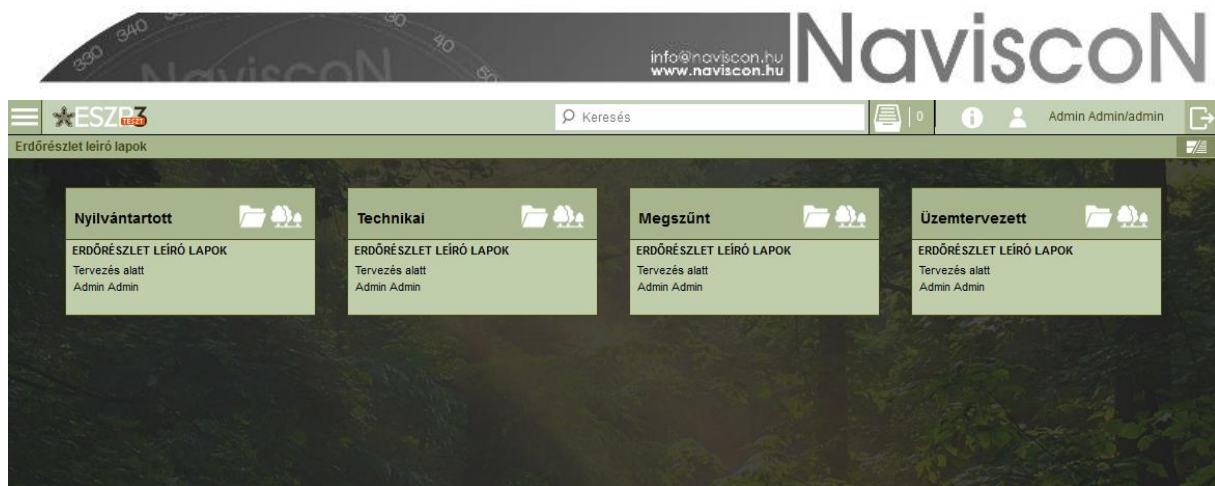 330 340 30 40 50
NaviscoN
info@naviscon.hu
www.naviscon.hu
NaviscoN
ESZR3
TESZT
Keresés
0
Admin Admin/admin
Erdőrészlet leíró lapok
Nyilvántartott
ERDŐRÉSZLET LEÍRÓ LAPOK
Tervezés alatt
Admin Admin
Technikai
ERDŐRÉSZLET LEÍRÓ LAPOK
Tervezés alatt
Admin Admin
Megszűnt
ERDŐRÉSZLET LEÍRÓ LAPOK
Tervezés alatt
Admin Admin
Üzemtervezett
ERDŐRÉSZLET LEÍRÓ LAPOK
Tervezés alatt
Admin Admin